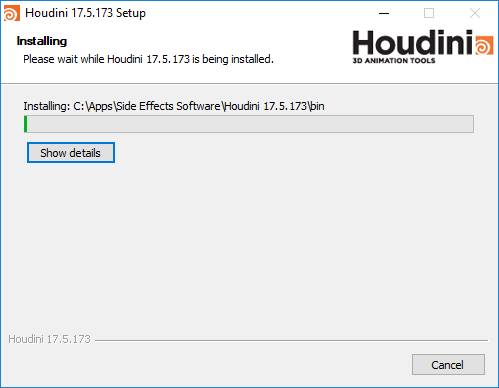 Houdini 17.5.173 Setup
Installing
Please wait while Houdini 17.5.173 is being installed.
Houdini
3D ANIMATION TOOLS
Installing: C:\Apps\Side Effects Software\Houdini 17.5.173\bin
Show details
Houdini 17.5.173
Cancel